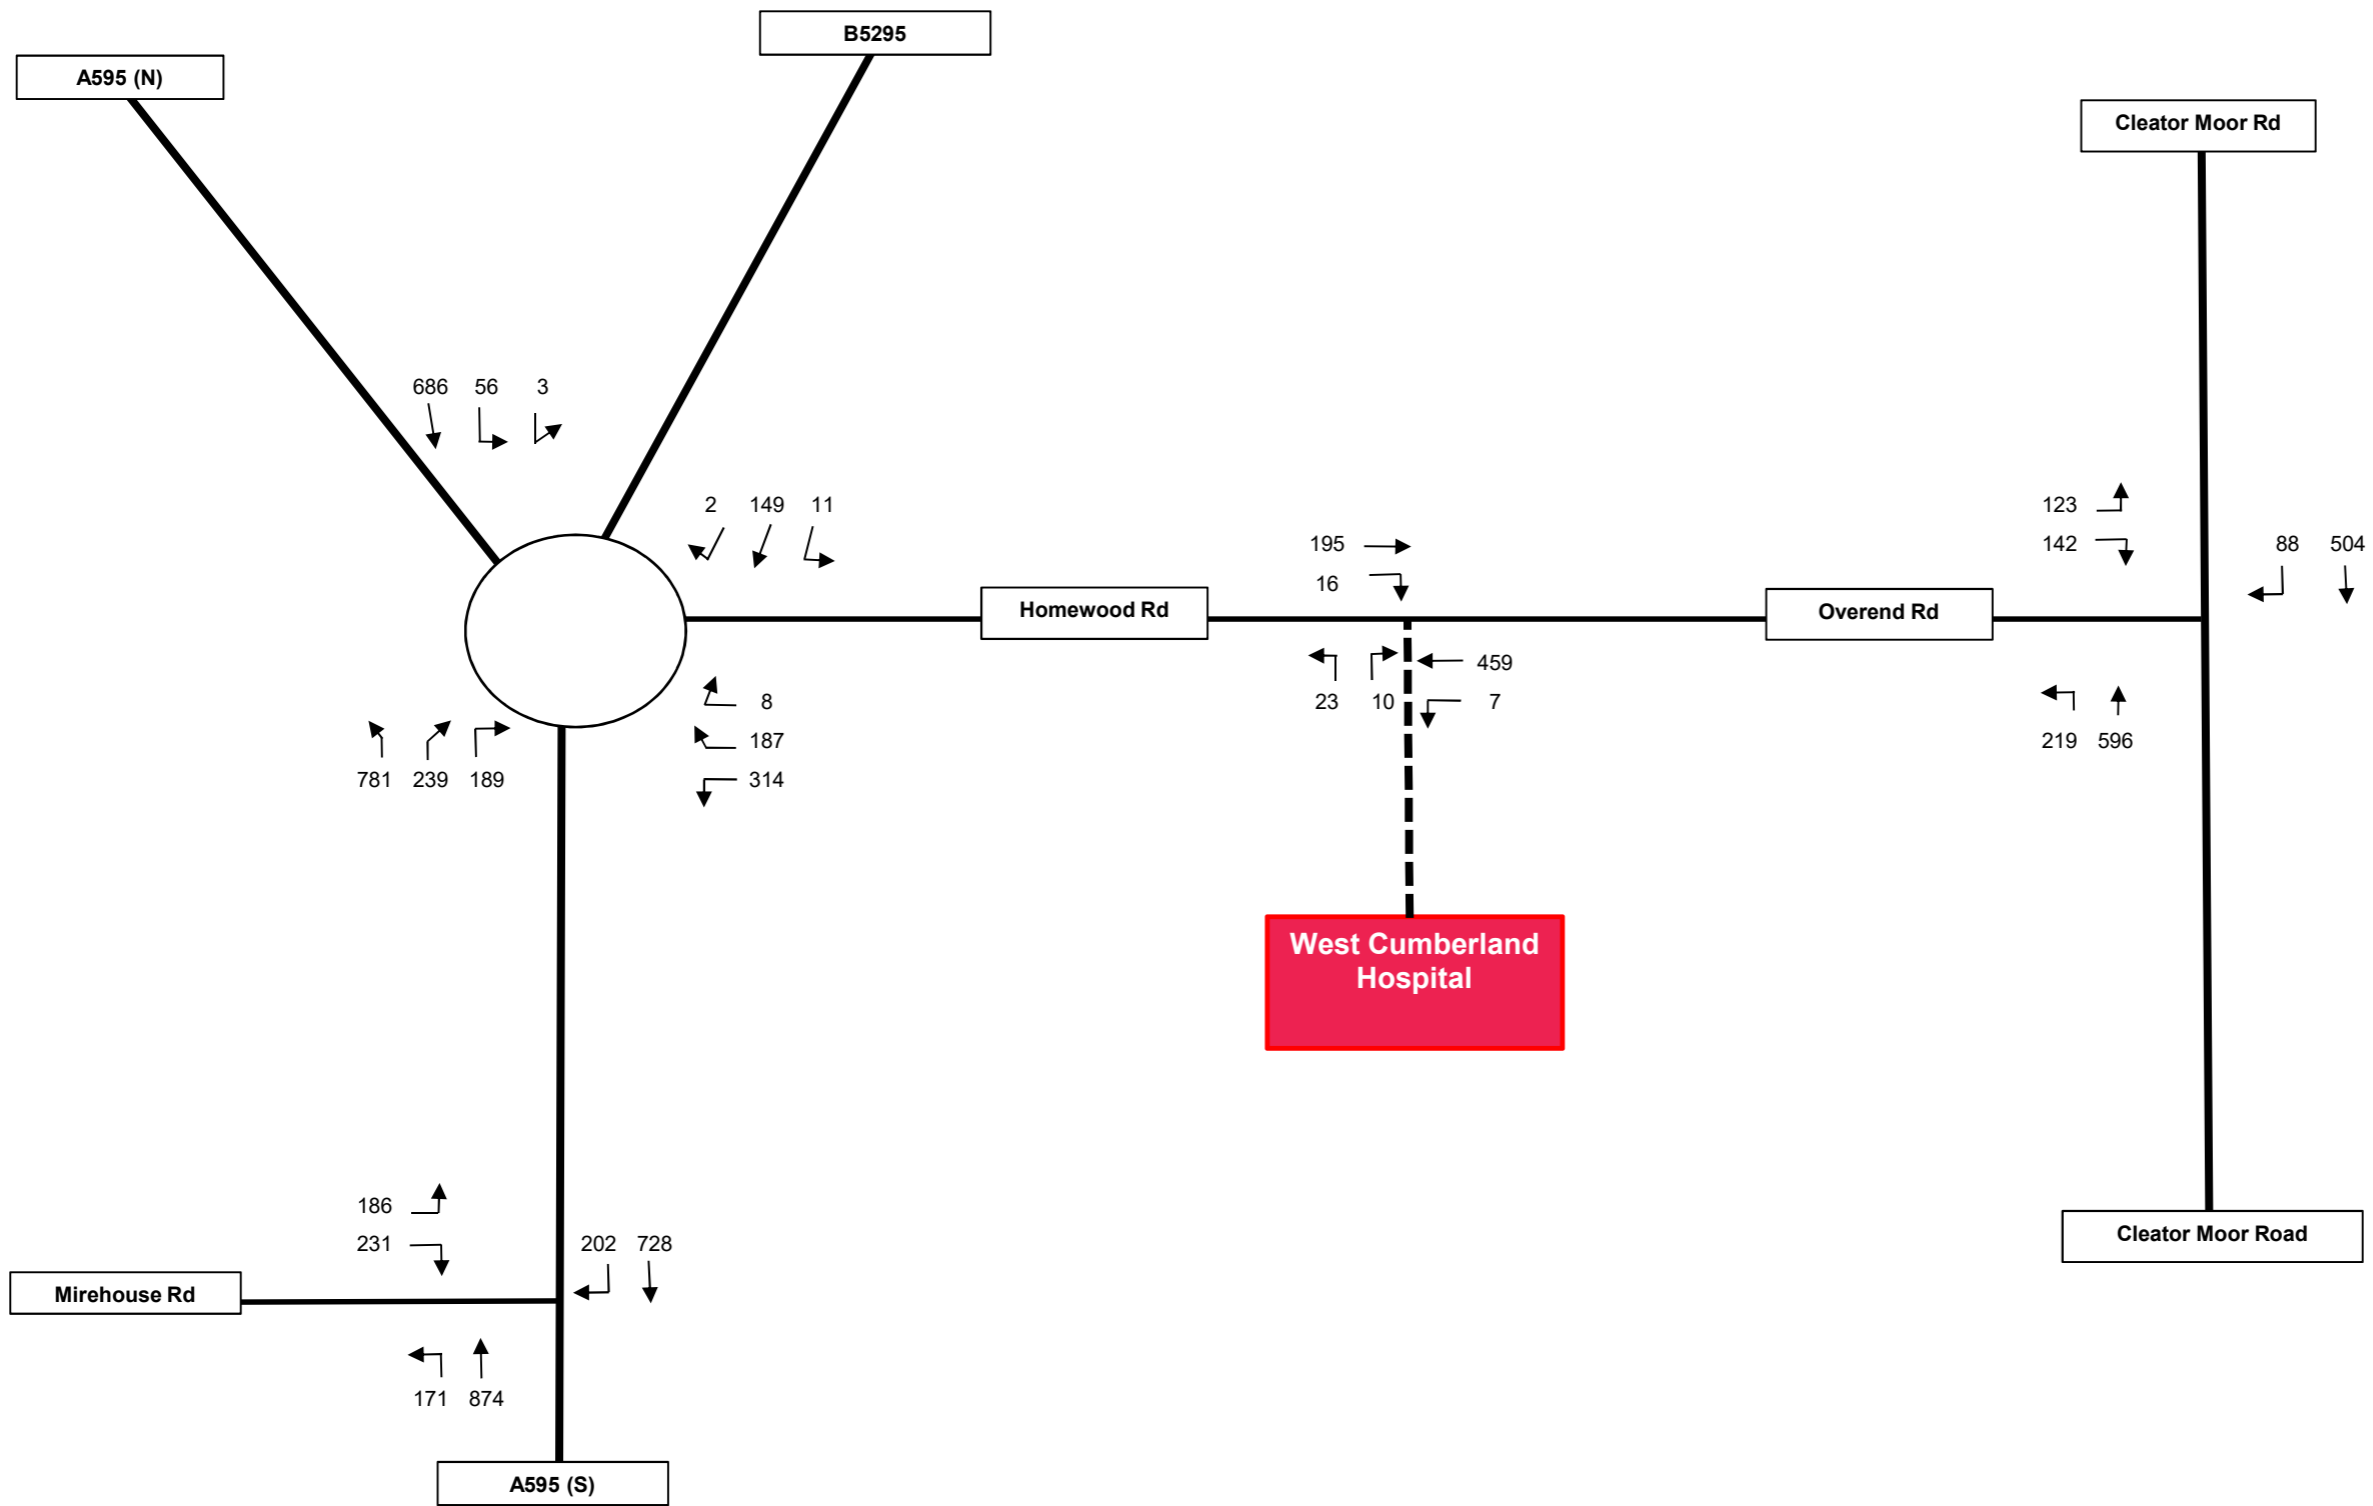 B5295
A595 (N)
Cleator Moor Rd
686 56 3
2 149 11
123
142
88 504
195
16
Homewood Rd
Overend Rd
459
23 10 7
8
187
314
781 239 189
219 596
West Cumberland
Hospital
186
231
202 728
Cleator Moor Road
Mirehouse Rd
171 874
A595 (S)